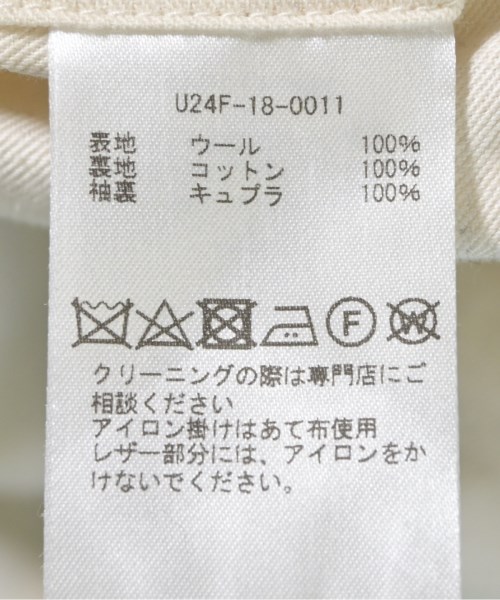 U24F-18-0011
表地 ウール 100%
裏地 コットン 100%
袖裏 キュプラ 100%
F W
クリーニングの際は専門店にご
相談ください
アイロン掛けはあて布使用
レザー部分には、アイロンをか
けないでください。